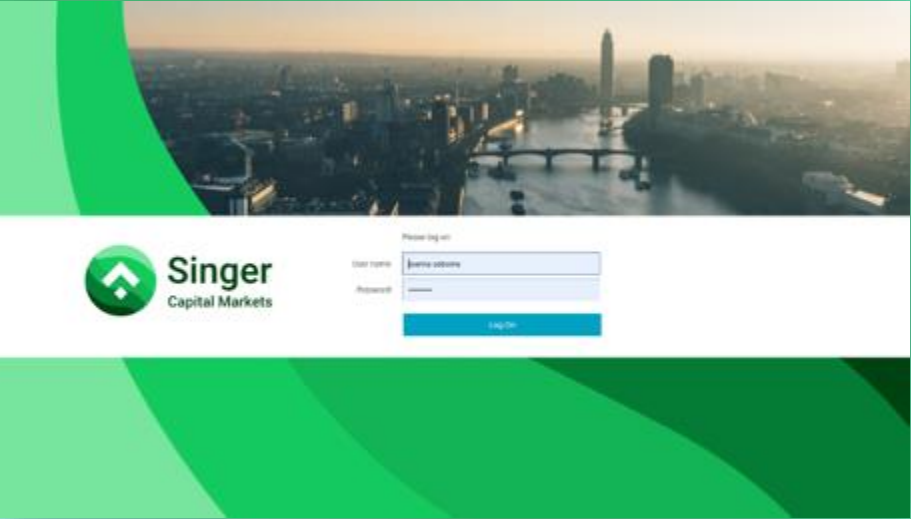 Singer
Capital Markets
Please log on
User name
Password
Log On